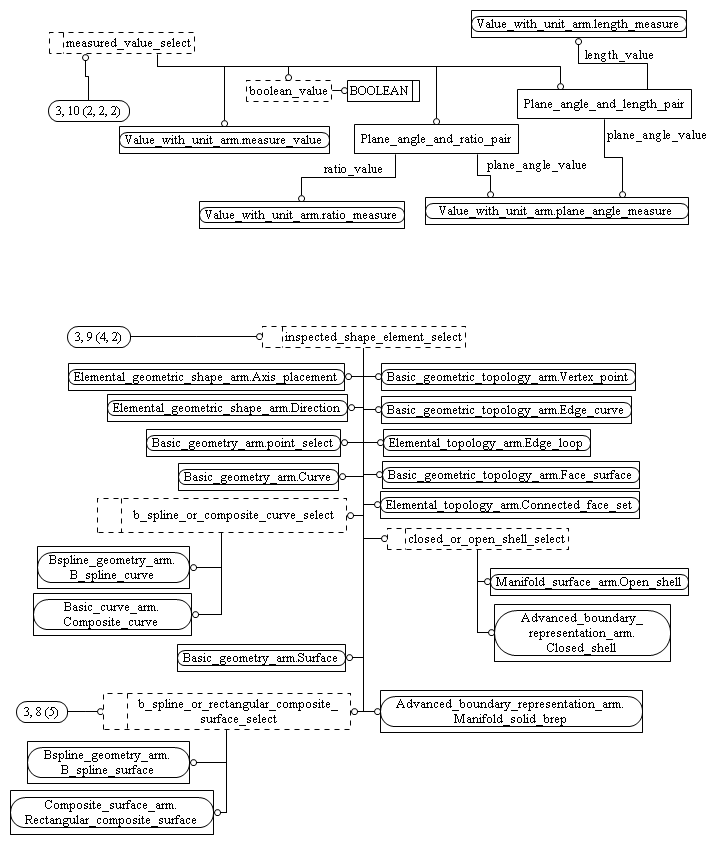 Value_with_unit_arm.length_measure
measured_value_select
length_value
boolean_value
BOOLEAN
3, 10 (2, 2, 2)
Plane_angle_and_length_pair
Value_with_unit_arm.measure_value
Plane_angle_and_ratio_pair
plane_angle_value
ratio_value
plane_angle_value
Value_with_unit_arm.ratio_measure
Value_with_unit_arm.plane_angle_measure
3, 9 (4, 2)
inspected_shape_element_select
Elemental_geometric_shape_arm.Axis_placement
Basic_geometric_topology_arm.Vertex_point
Elemental_geometric_shape_arm.Direction
Basic_geometric_topology_arm.Edge_curve
Basic_geometry_arm.point_select
Elemental_topology_arm.Edge_loop
Basic_geometry_arm.Curve
Basic_geometric_topology_arm.Face_surface
Elemental_topology_arm.Connected_face_set
b_spline_or_composite_curve_select
closed_or_open_shell_select
Bspline_geometry_arm.
B_spline_curve
Manifold_surface_arm.Open_shell
Basic_curve_arm.
Composite_curve
Advanced_boundary_
representation_arm.
Closed_shell
Basic_geometry_arm.Surface
3, 8 (5)
b_spline_or_rectangular_composite_
surface_select
Advanced_boundary_representation_arm.
Manifold_solid_brep
Bspline_geometry_arm.
B_spline_surface
Composite_surface_arm.
Rectangular_composite_surface